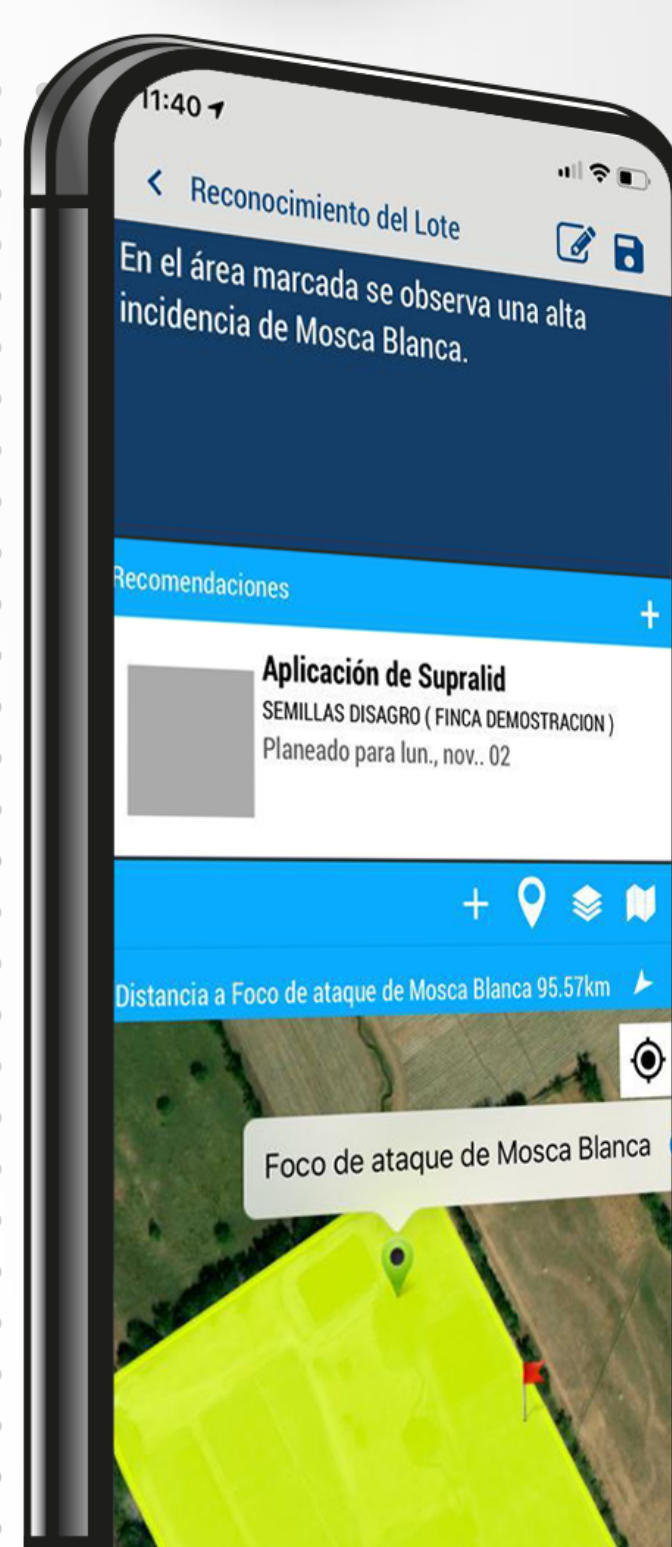 11:40
Reconocimiento del Lote
En el área marcada se observa una alta
incidencia de Mosca Blanca.
Recomendaciones
Aplicación de Supralid
SEMILLAS DISAGRO ( FINCA DEMOSTRACION )
Planeado para lun., nov.. 02
Distancia a Foco de ataque de Mosca Blanca 95.57km
Foco de ataque de Mosca Blanca